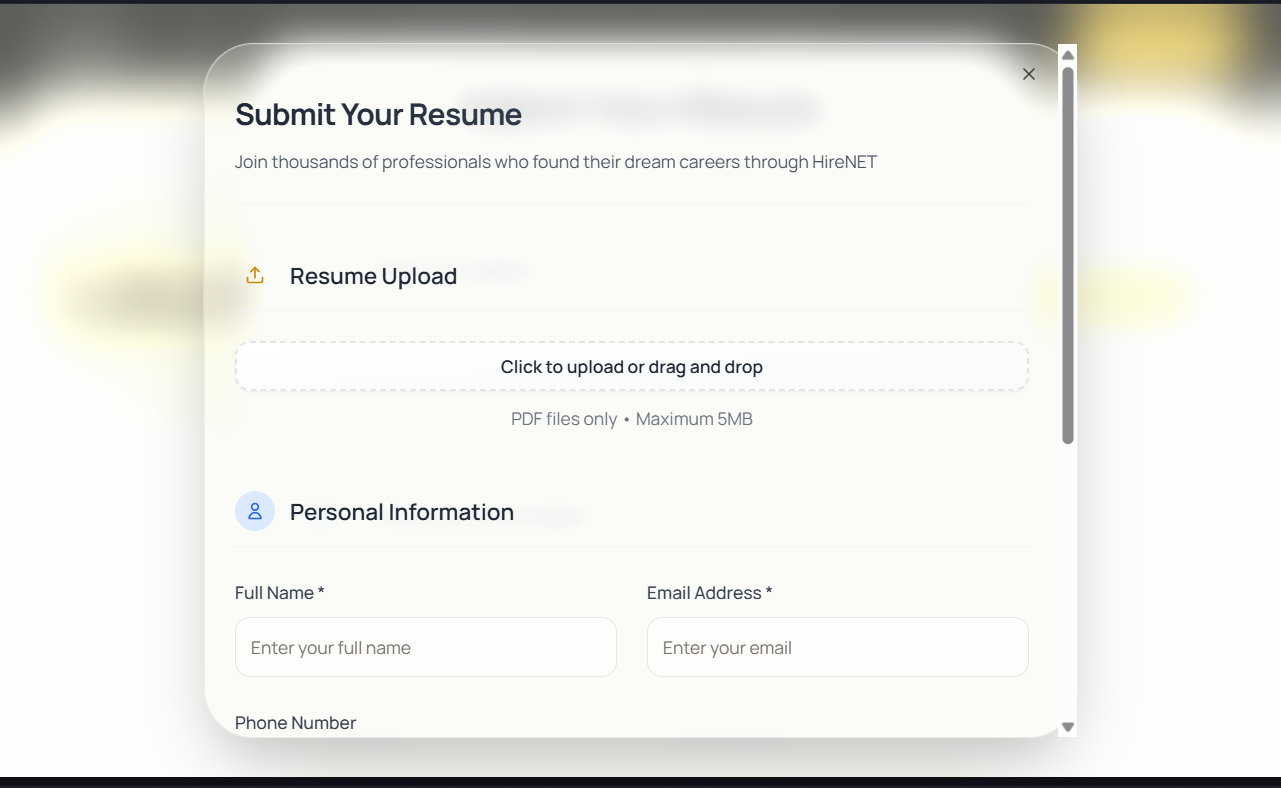 Submit Your Resume
Join thousands of professionals who found their dream careers through HireNET
Resume Upload
Click to upload or drag and drop
PDF files only • Maximum 5MB
Personal Information
Full Name *
Email Address *
Enter your full name
Enter your email
Phone Number